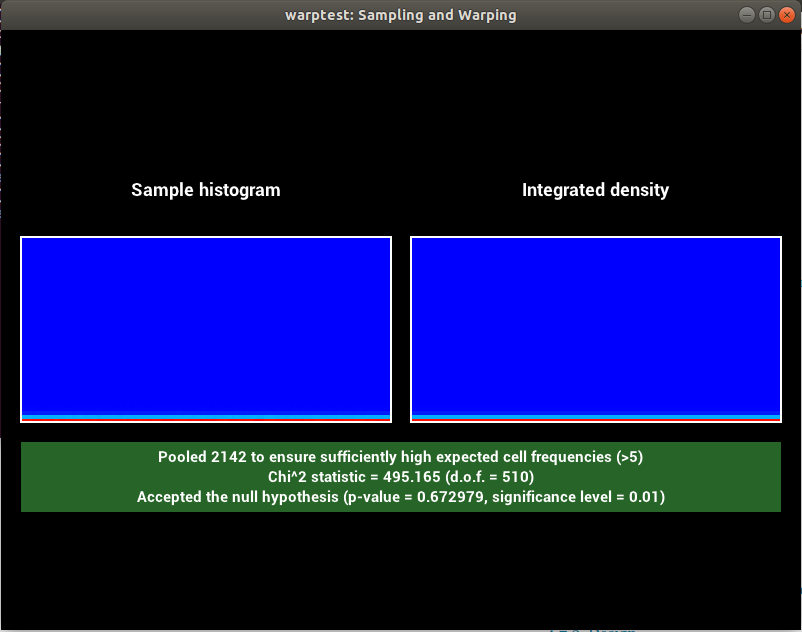 warptest: Sampling and Warping
Sample histogram
Integrated density
Pooled 2142 to ensure sufficiently high expected cell frequencies (>5)
Chi^2 statistic = 495.165 (d.o.f. = 510)
Accepted the null hypothesis (p-value = 0.672979, significance level = 0.01)